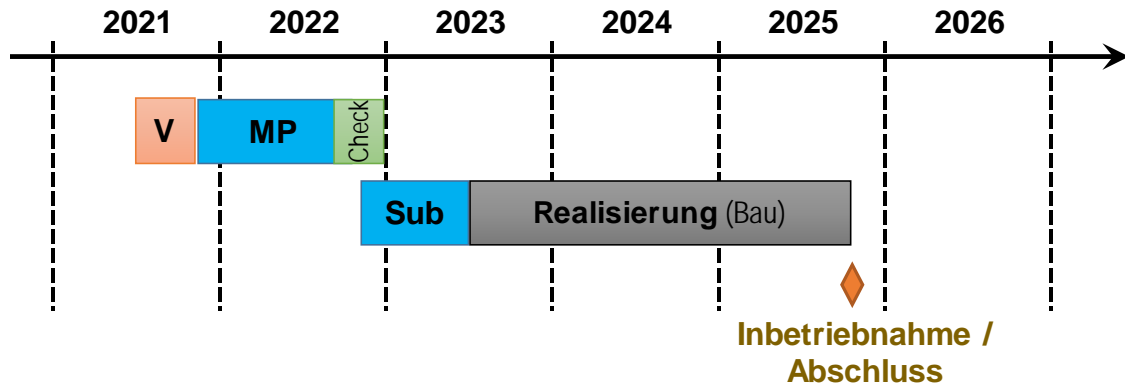 2021 2022 2023 2024 2025 2026
V MP Check
Sub Realisierung (Bau)
Inbetriebnahme /
Abschluss